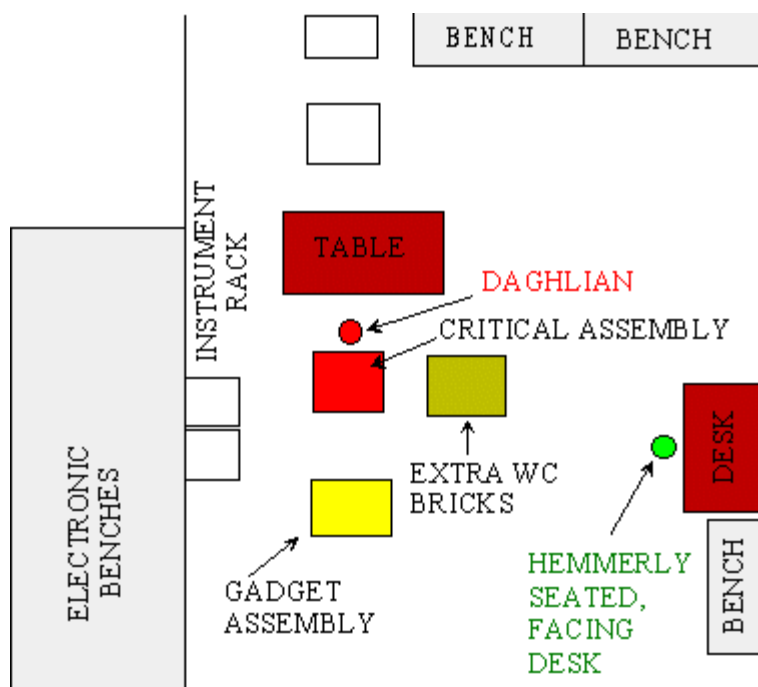 BENCH
BENCH
INSTRUMENT
RACK
TABLE
DAGHLIAN
CRITICAL ASSEMBLY
ELECTRONIC
BENCHES
EXTRA WC
BRICKS
DESK
GADGET
ASSEMBLY
HEMMERLY
SEATED,
FACING
DESK
BENCH